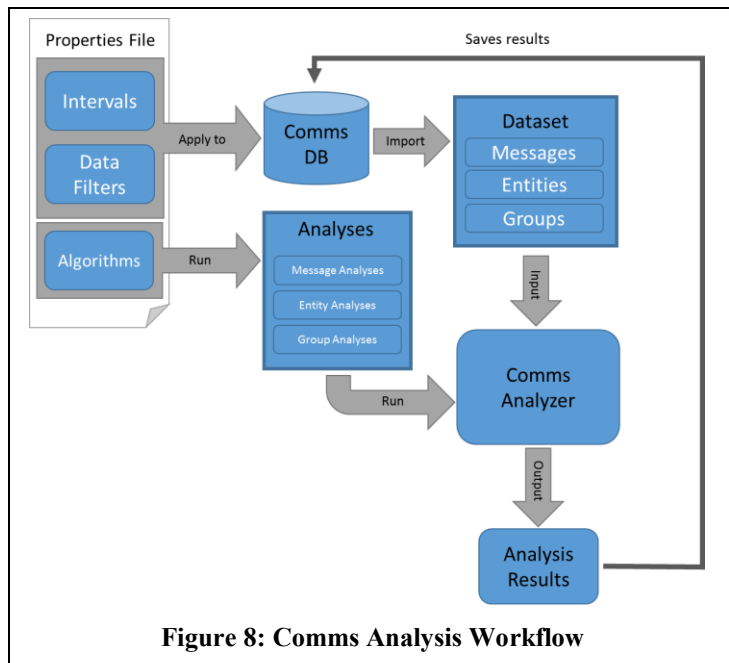 Properties File
Saves results
Intervals
Data
Filters
Apply to
Comms
DB
Import
Dataset
Messages
Entities
Groups
Algorithms
Run
Analyses
Message Analyses
Entity Analyses
Group Analyses
Input
Run
Comms
Analyzer
Output
Analysis
Results
Figure 8: Comms Analysis Workflow